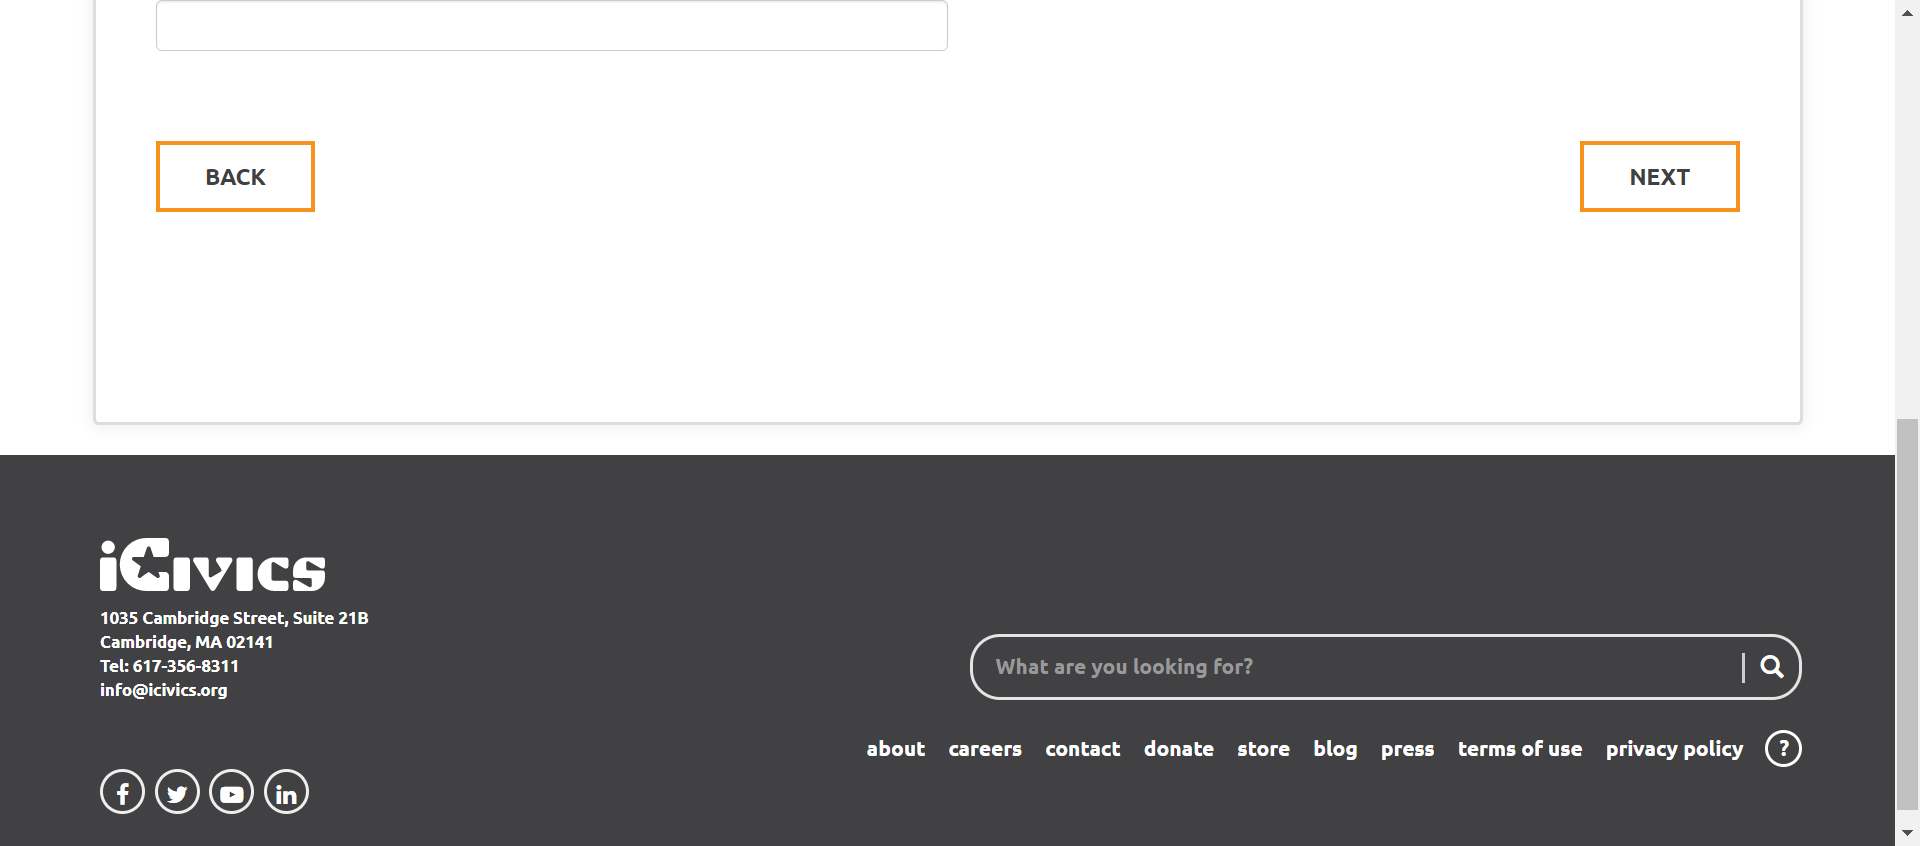 BACK
NEXT
iCivics
1035 Cambridge Street, Suite 21B
Cambridge, MA 02141
Tel: 617-356-8311
info@icivics.org
What are you looking for?
about careers contact donate store blog press terms of use privacy policy ?